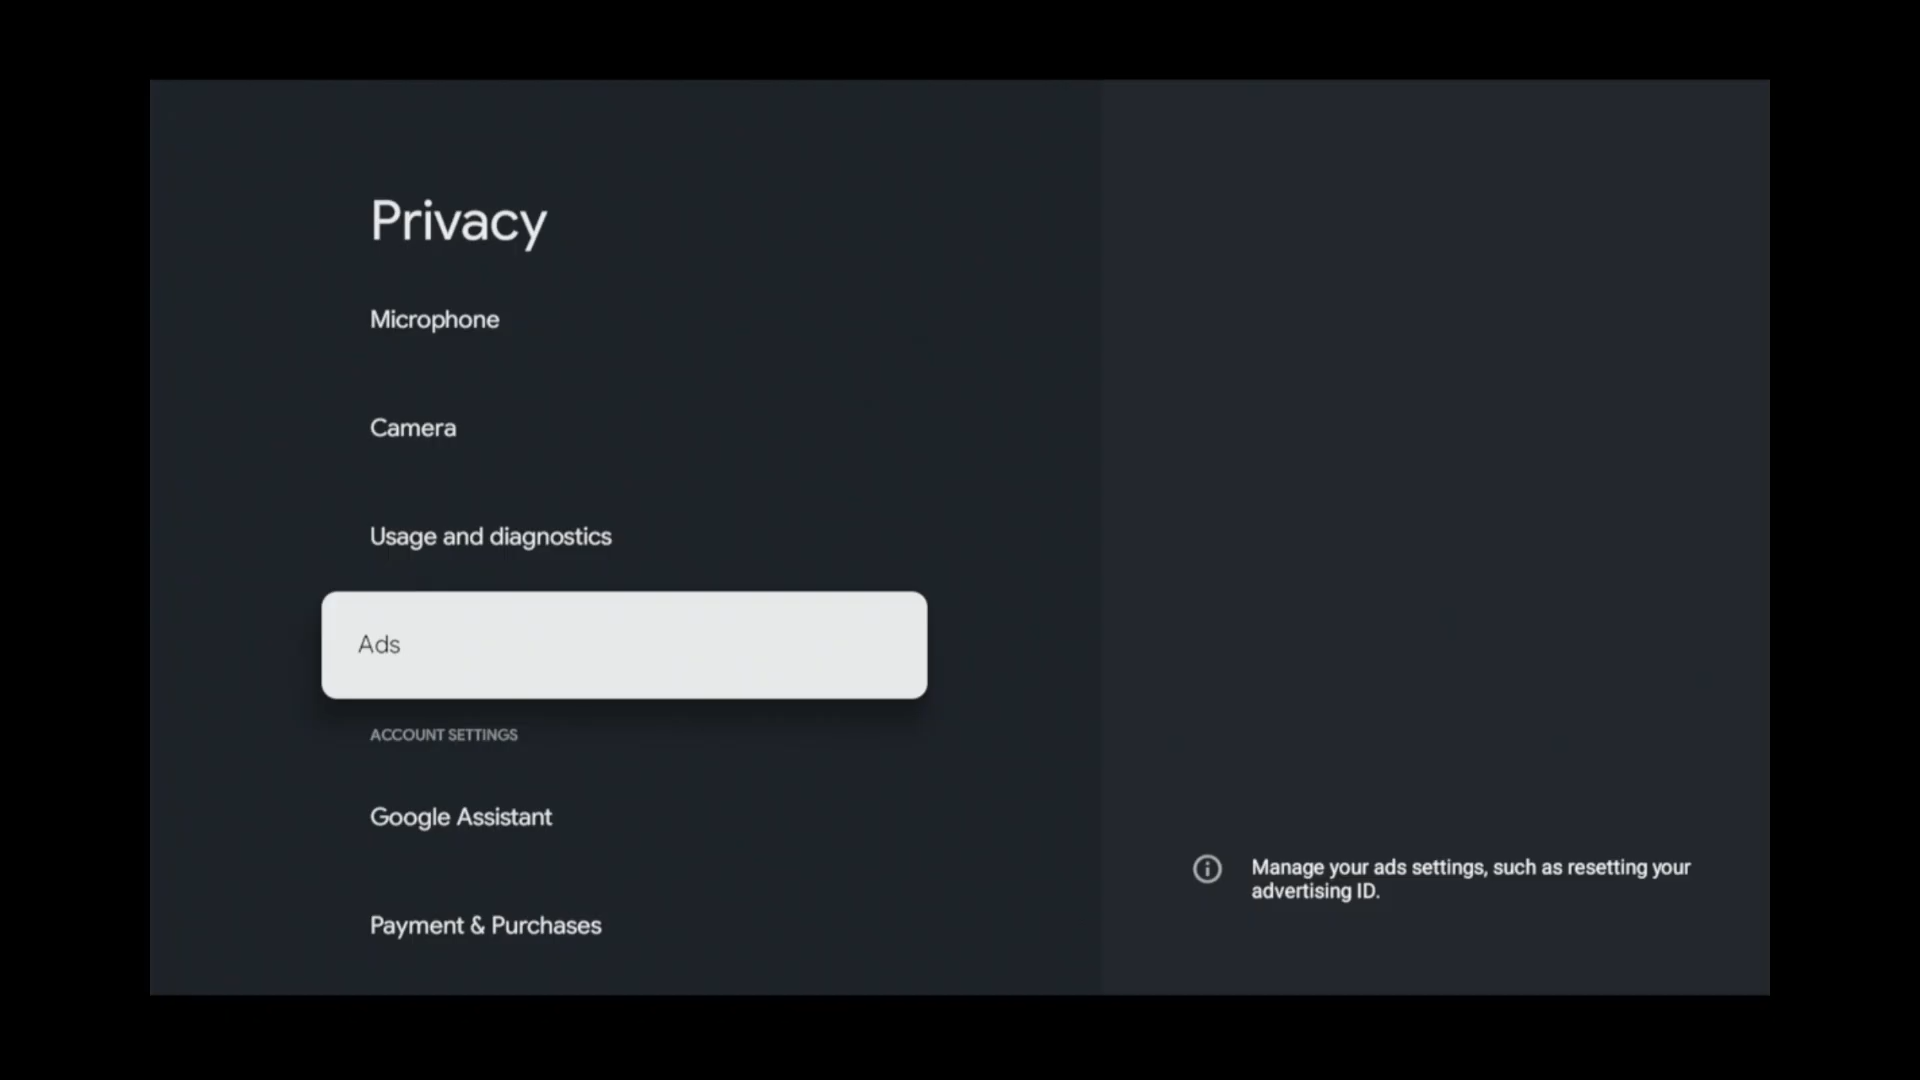 Privacy
Microphone
Camera
Usage and diagnostics
Ads
ACCOUNT SETTINGS
Google Assistant
Payment & Purchases
Manage your ads settings, such as resetting your
advertising ID.